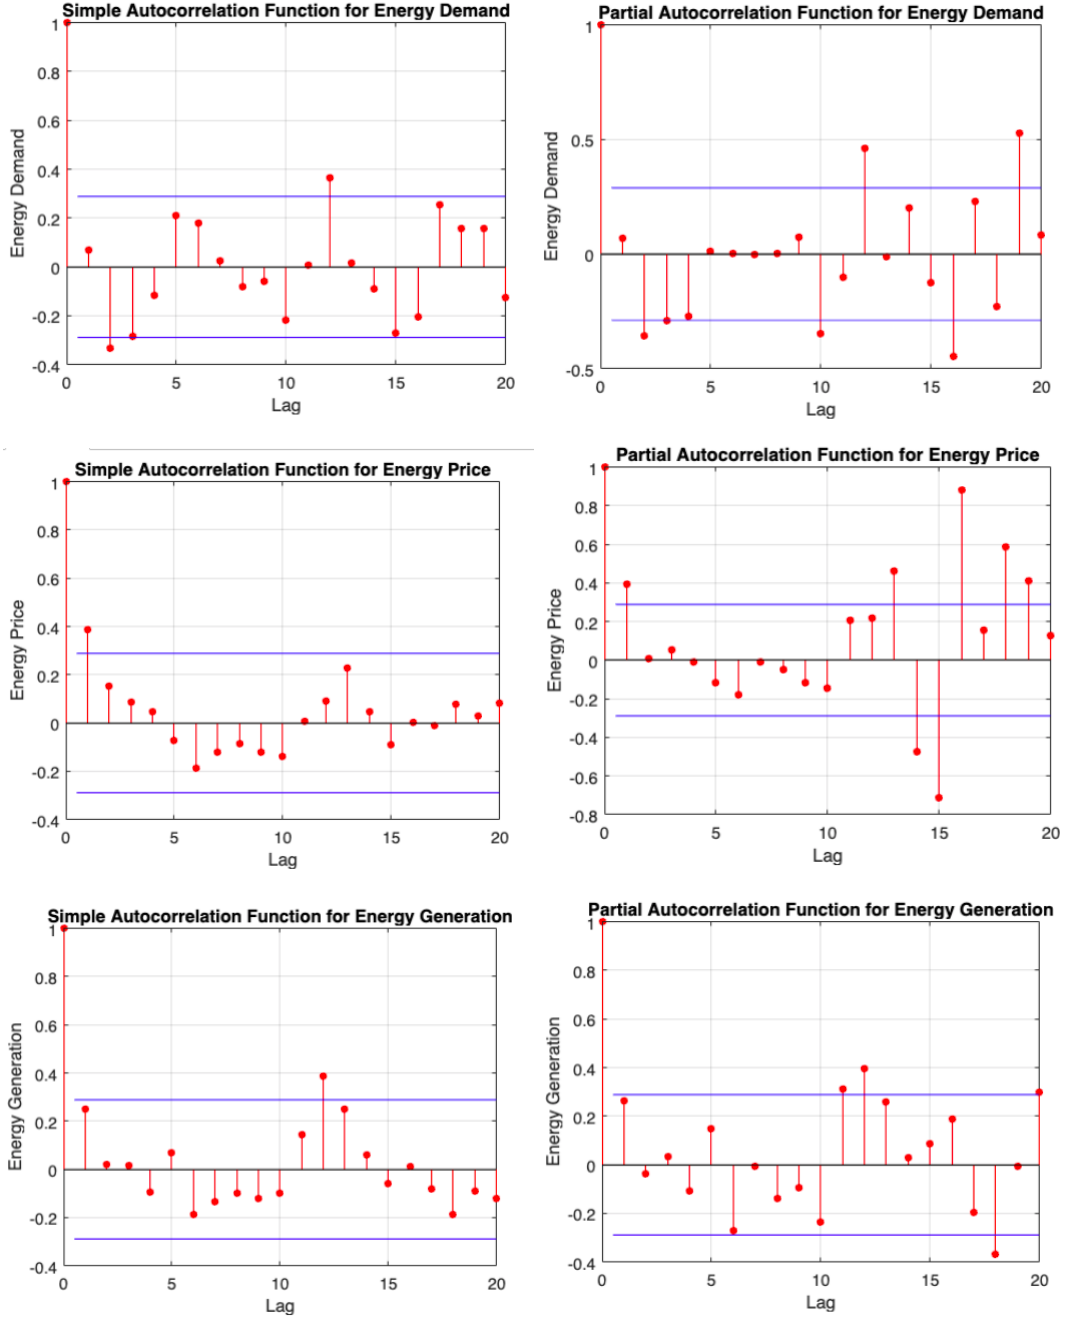 Simple Autocorrelation Function for Energy Demand
1
0.8
0.6
0.4
0.2
0
-0.2
-0.4
Energy Demand
0 5 10 15 20
Lag
Partial Autocorrelation Function for Energy Demand
1
0.5
0
-0.5
Energy Demand
0 5 10 15 20
Lag
Simple Autocorrelation Function for Energy Price
1
0.8
0.6
0.4
0.2
0
-0.2
-0.4
Energy Price
0 5 10 15 20
Lag
Partial Autocorrelation Function for Energy Price
1
0.8
0.6
0.4
0.2
0
-0.2
-0.4
-0.6
-0.8
Energy Price
0 5 10 15 20
Lag
Simple Autocorrelation Function for Energy Generation
1
0.8
0.6
0.4
0.2
0
-0.2
-0.4
Energy Generation
0 5 10 15 20
Lag
Partial Autocorrelation Function for Energy Generation
1
0.8
0.6
0.4
0.2
0
-0.2
-0.4
Energy Generation
0 5 10 15 20
Lag